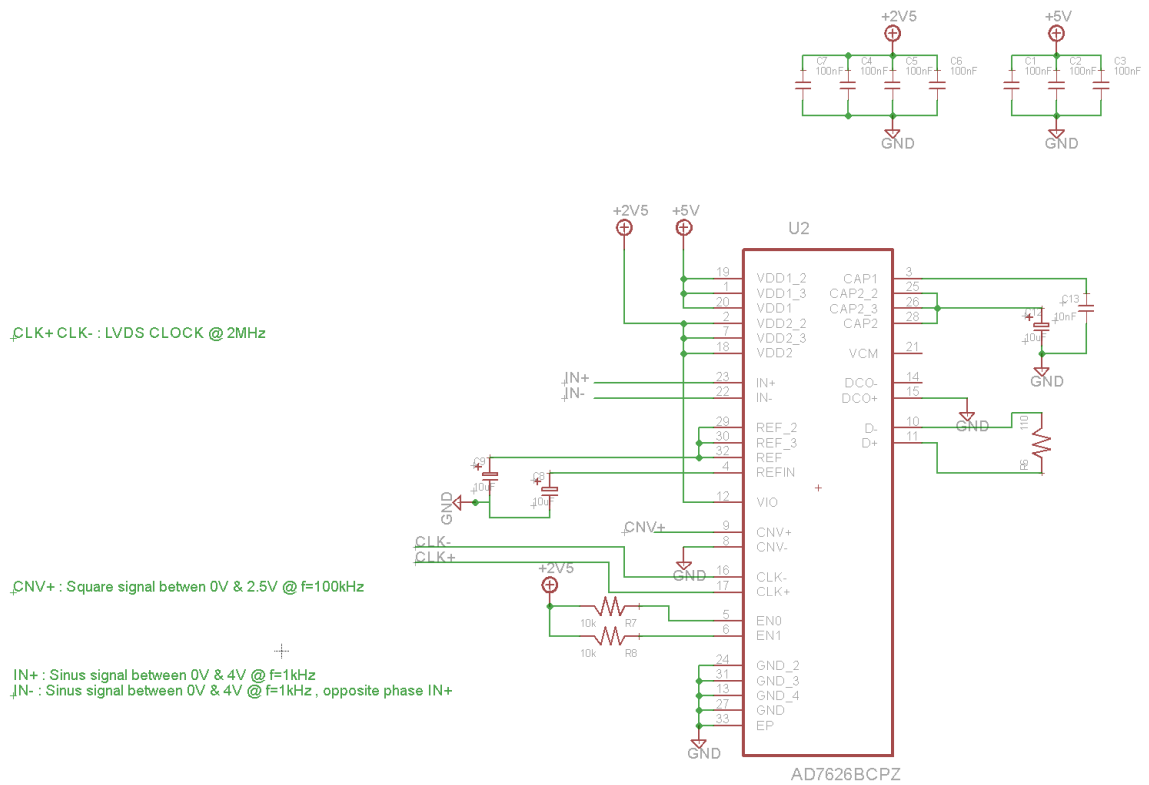 +2V5 +5V
C7 C4 C5 C6 C1 C2 C3
100nF 100nF 100nF 100nF 100nF 100nF 100nF
GND GND
+2V5 +5V
U2
19 VDD1_2 CAP1 3
1 VDD1_3 CAP2_2 25
20 VDD1 CAP2_3 26
2 VDD2_2 CAP2 28
7 VDD2_3
18 VDD2 VCM 21
C13
10nF
10uF
GND
CLK+ CLK- : LVDS CLOCK @ 2MHz
IN+ 23 IN+ DCO- 14
IN- 22 IN- DCO+ 15
GND
29 REF_2 D- 10
30 REF_3 D+ 11
32 REF
4 REFIN
110
R6
C9
10uF
C8
10uF
GND
12 VIO
CNV+ 9 CNV+
8 CNV-
GND
CLK- 16 CLK-
CLK+ 17 CLK+
+2V5
10k R7 5 EN0
10k R8 6 EN1
CNV+ : Square signal betwen 0V & 2.5V @ f=100kHz
24 GND_2
31 GND_3
13 GND_4
27 GND
33 EP
GND
IN+ : Sinus signal between 0V & 4V @ f=1kHz
IN- : Sinus signal between 0V & 4V @ f=1kHz , opposite phase IN+
AD7626BCPZ